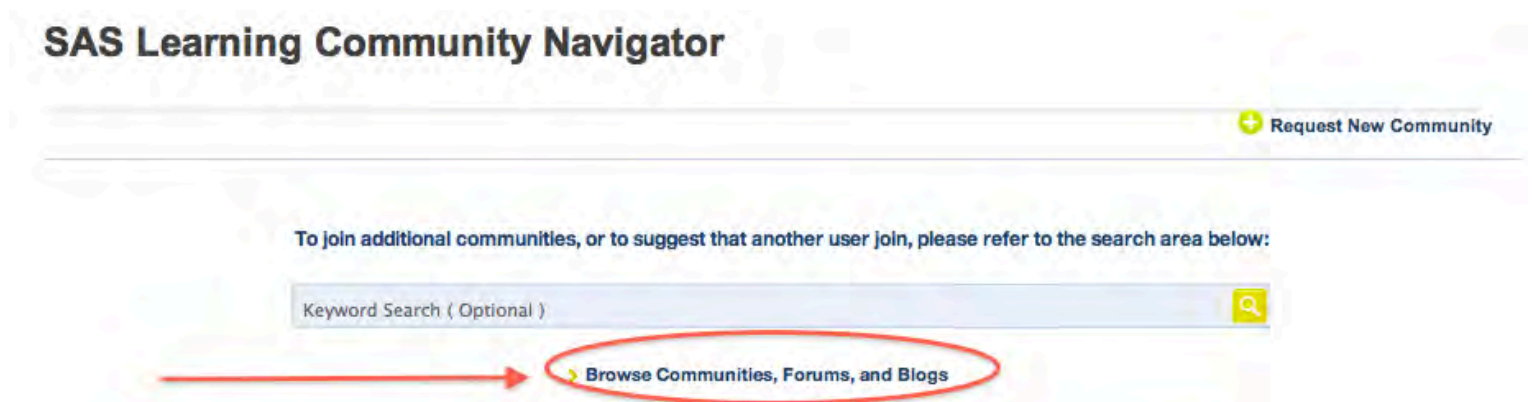 SAS Learning Community Navigator
Request New Community
To join additional communities, or to suggest that another user join, please refer to the search area below:
Keyword Search ( Optional )
Browse Communities, Forums, and Blogs